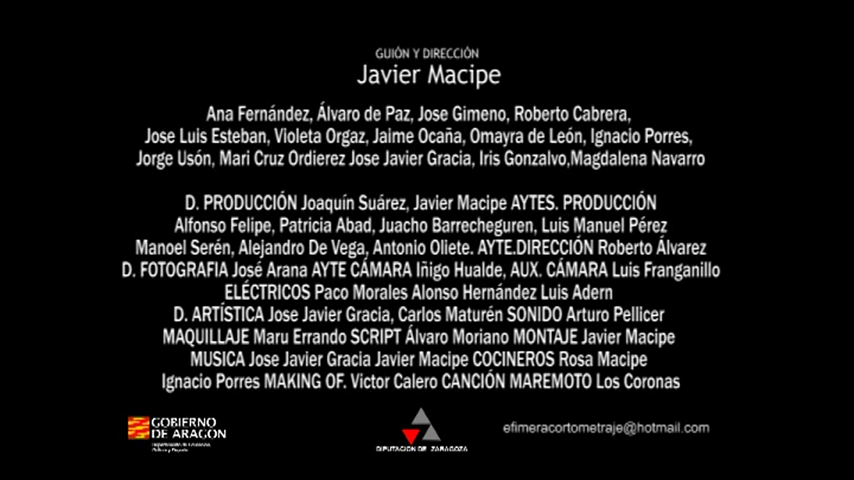 GUIÓN Y DIRECCIÓN
Javier Macipe
Ana Fernández, Álvaro de Paz, Jose Gimeno, Roberto Cabrera,
Jose Luis Esteban, Violeta Orgaz, Jaime Ocaña, Omayra de León, Ignacio Porres,
Jorge Usón, Mari Cruz Ordierez Jose Javier Gracia, Iris Gonzalvo,Magdalena Navarro
D. PRODUCCIÓN Joaquín Suárez, Javier Macipe AYTES. PRODUCCIÓN
Alfonso Felipe, Patricia Abad, Juacho Barrecheguren, Luis Manuel Pérez
Manoel Serén, Alejandro De Vega, Antonio Oliete. AYTE.DIRECCIÓN Roberto Álvarez
D. FOTOGRAFIA José Arana AYTE CÁMARA Iñigo Hualde, AUX. CÁMARA Luis Franganillo
ELÉCTRICOS Paco Morales Alonso Hernández Luis Adern
D. ARTÍSTICA Jose Javier Gracia, Carlos Maturén SONIDO Arturo Pellicer
MAQUILLAJE Maru Errando SCRIPT Álvaro Moriano MONTAJE Javier Macipe
MUSICA Jose Javier Gracia Javier Macipe COCINEROS Rosa Macipe
Ignacio Porres MAKING OF. Victor Calero CANCIÓN MAREMOTO Los Coronas
GOBIERNO
DE ARAGON
DIPUTACION DE ZARAGOZA
efimeracortometraje@hotmail.com